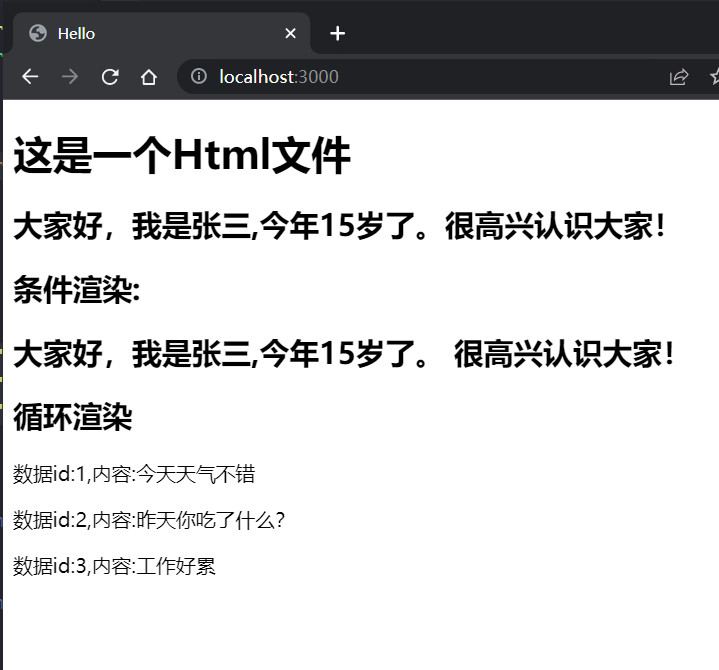 Hello
localhost:3000
这是一个Html文件
大家好，我是张三,今年15岁了。很高兴认识大家！
条件渲染:
大家好，我是张三,今年15岁了。 很高兴认识大家！
循环渲染
数据id:1,内容:今天天气不错
数据id:2,内容:昨天你吃了什么？
数据id:3,内容:工作好累